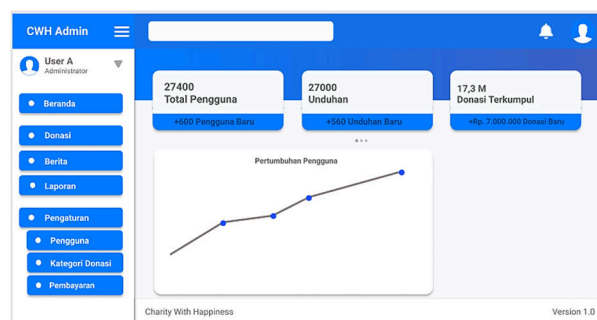 CWH Admin
User A
Administrator
Beranda
Donasi
Berita
Laporan
Pengaturan
Pengguna
Kategori Donasi
Pembayaran
27400
Total Pengguna
+600 Pengguna Baru
27000
Unduhan
+560 Unduhan Baru
17,3 M
Donasi Terkumpul
+Rp. 7.000.000 Donasi Baru
Pertumbuhan Pengguna
Charity With Happiness
Version 1.0